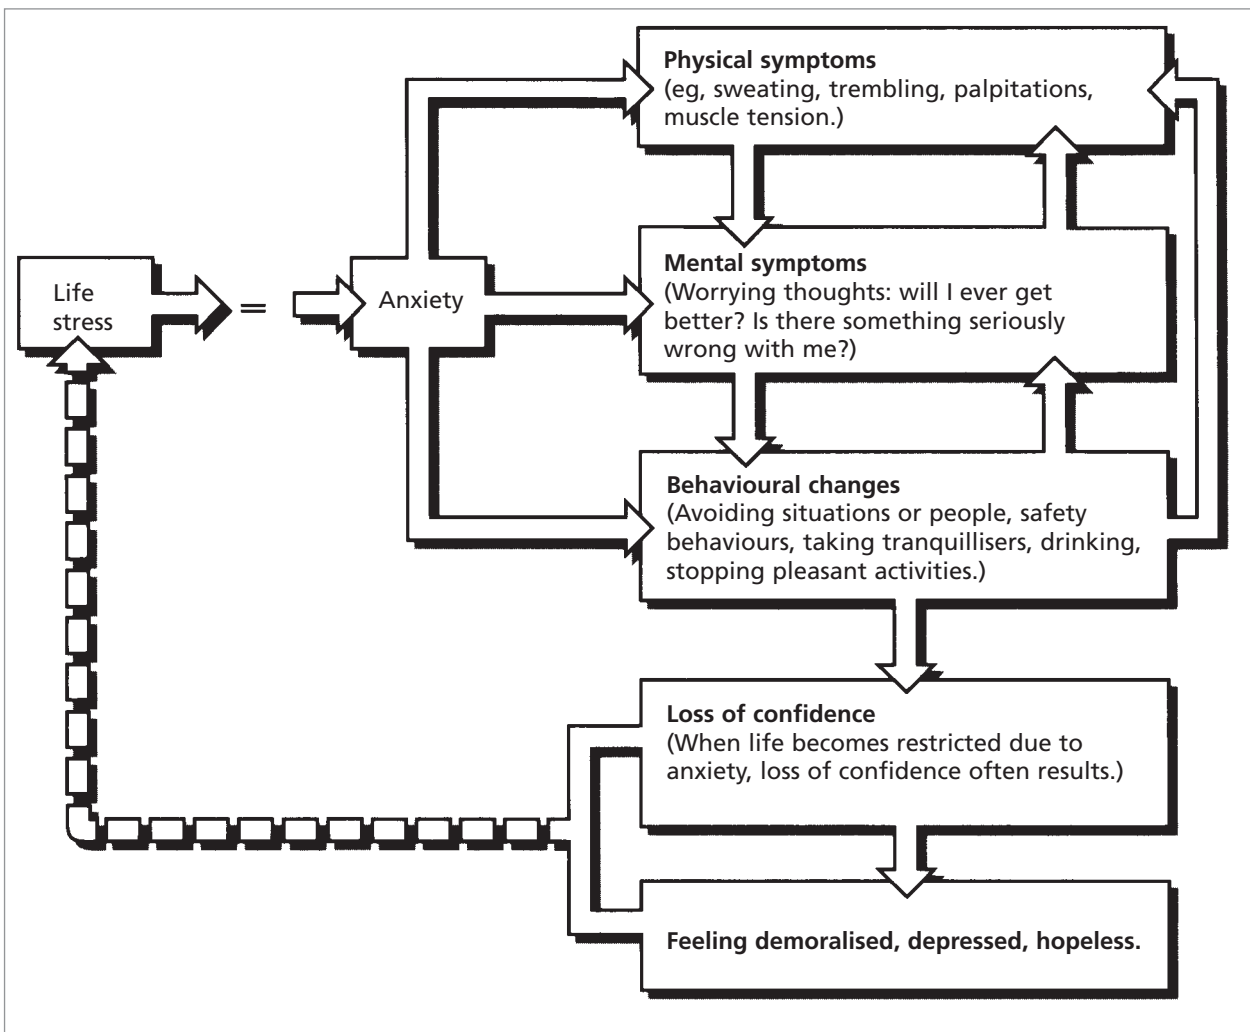 Physical symptoms
(eg, sweating, trembling, palpitations,
muscle tension.)
Life
stress
=
Anxiety
Mental symptoms
(Worrying thoughts: will I ever get
better? Is there something seriously
wrong with me?)
Behavioural changes
(Avoiding situations or people, safety
behaviours, taking tranquillisers, drinking,
stopping pleasant activities.)
Loss of confidence
(When life becomes restricted due to
anxiety, loss of confidence often results.)
Feeling demoralised, depressed, hopeless.